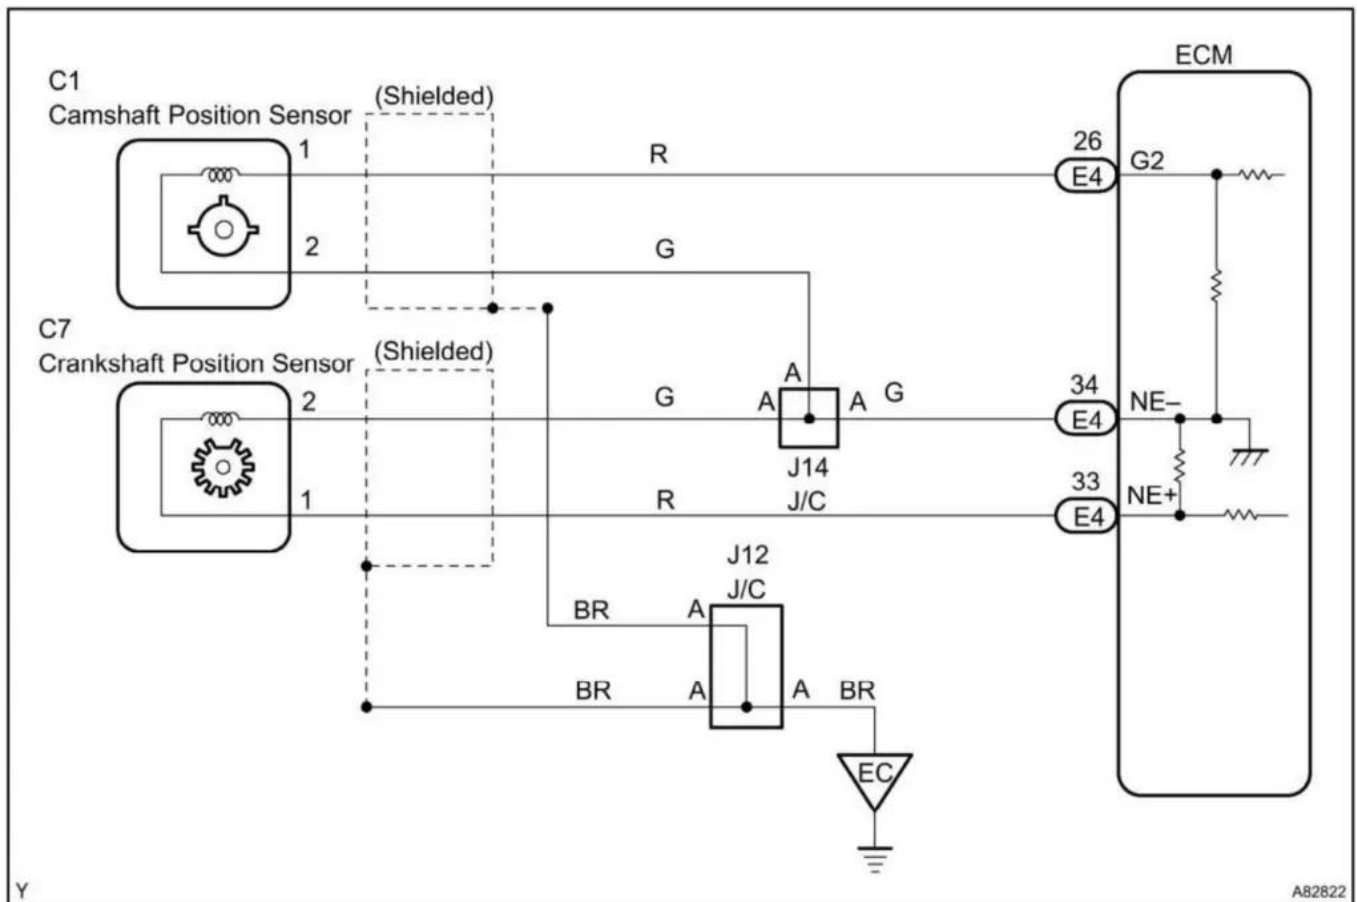 ECM
C1
Camshaft Position Sensor
(Shielded)
1
R
26
E4
G2
2
G
C7
Crankshaft Position Sensor
(Shielded)
2
G
A
A
A
G
34
E4
NE–
J14
J/C
1
R
33
E4
NE+
J12
J/C
BR
A
BR
A
A
BR
EC
Y
A82822